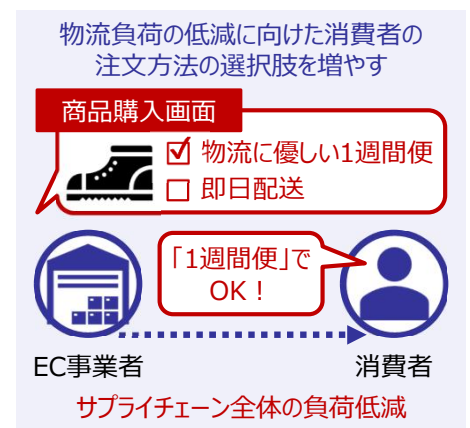 物流負荷の低減に向けた消費者の
注文方法の選択肢を増やす
商品購入画面
物流に優しい1週間便
即日配送
「1週間便」で
OK！
EC事業者
消費者
サプライチェーン全体の負荷低減